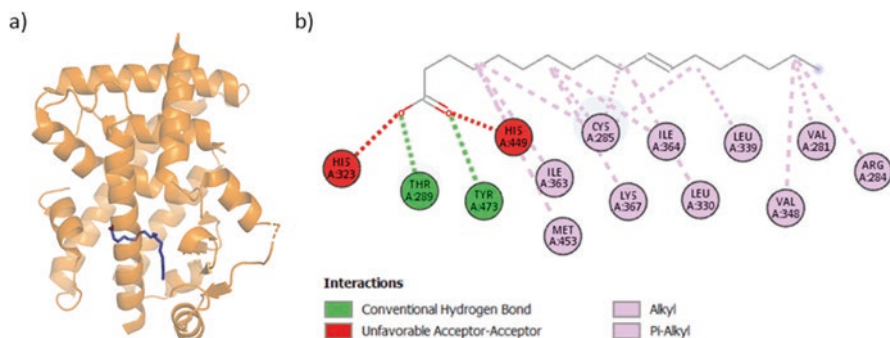 a)
b)
HIS
A:323
THR
A:289
TYR
A:473
HIS
A:449
ILE
A:363
MET
A:453
CYS
A:285
LYS
A:367
ILE
A:364
LEU
A:330
LEU
A:339
VAL
A:348
VAL
A:281
ARG
A:284
Interactions
Conventional Hydrogen Bond
Unfavorable Acceptor-Acceptor
Alkyl
Pi-Alkyl